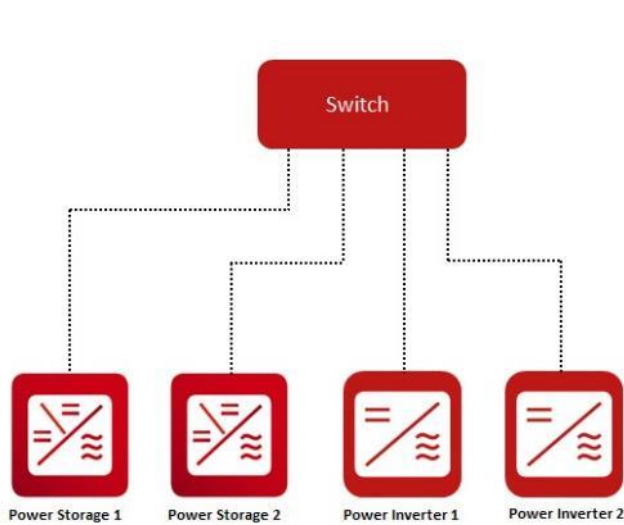 Switch
Power Storage 1
Power Storage 2
Power Inverter 1
Power Inverter 2